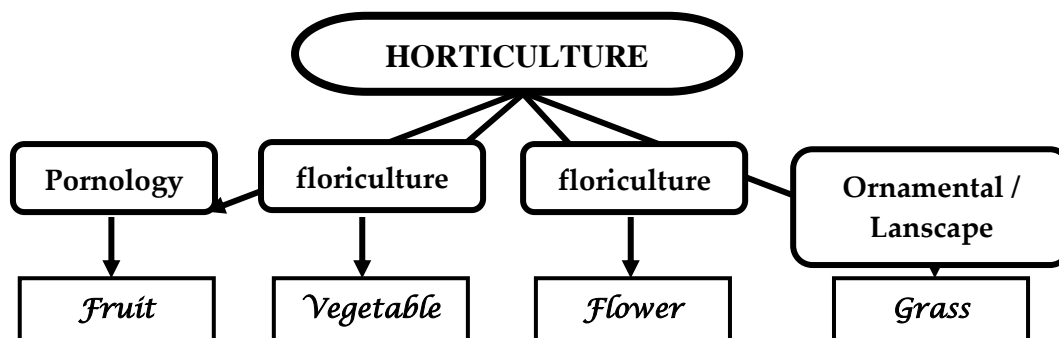 HORTICULTURE
Pornology
floriculture
floriculture
Ornamental /
Lanscape
Fruit
Vegetable
Flower
Grass